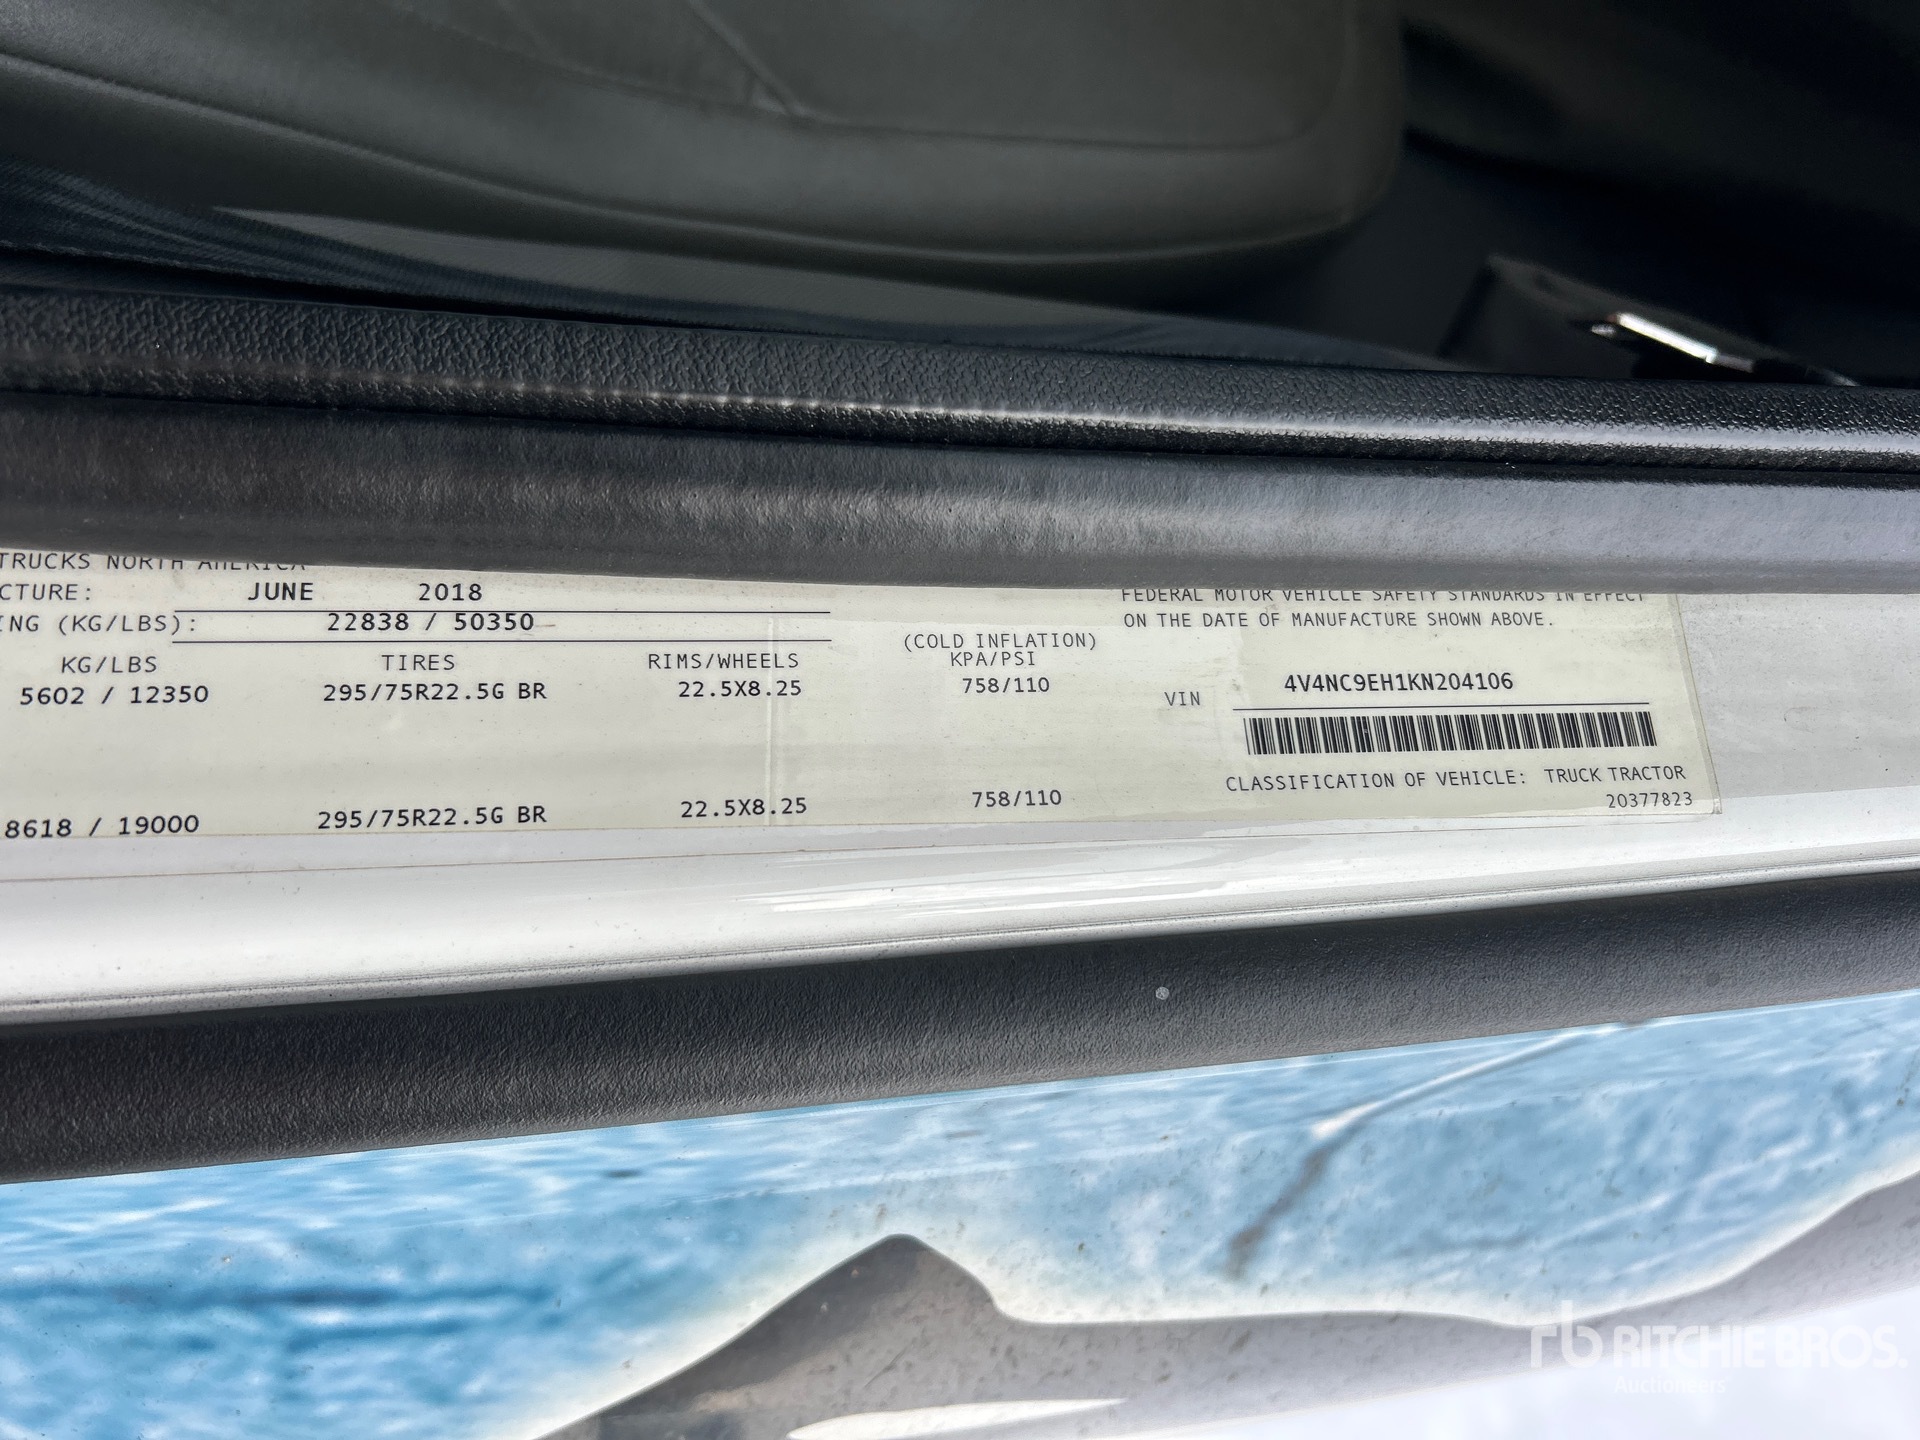 TRUCKS NORTH AMERICA
CTURE: JUNE 2018
ING (KG/LBS): 22838 / 50350
KG/LBS TIRES RIMS/WHEELS (COLD INFLATION) KPA/PSI
5602 / 12350 295/75R22.5G BR 22.5X8.25 758/110
8618 / 19000 295/75R22.5G BR 22.5X8.25 758/110
FEDERAL MOTOR VEHICLE SAFETY STANDARDS IN EFFECT
ON THE DATE OF MANUFACTURE SHOWN ABOVE.
VIN 4V4NC9EH1KN204106
CLASSIFICATION OF VEHICLE: TRUCK TRACTOR
20377823
rb RITCHIE BROS.
Auctioneers